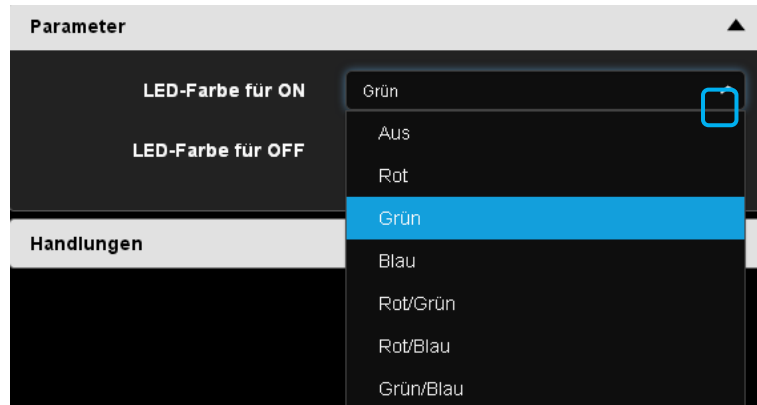 Parameter
LED-Farbe für ON
Grün
Aus
LED-Farbe für OFF
Rot
Grün
Handlungen
Blau
Rot/Grün
Rot/Blau
Grün/Blau